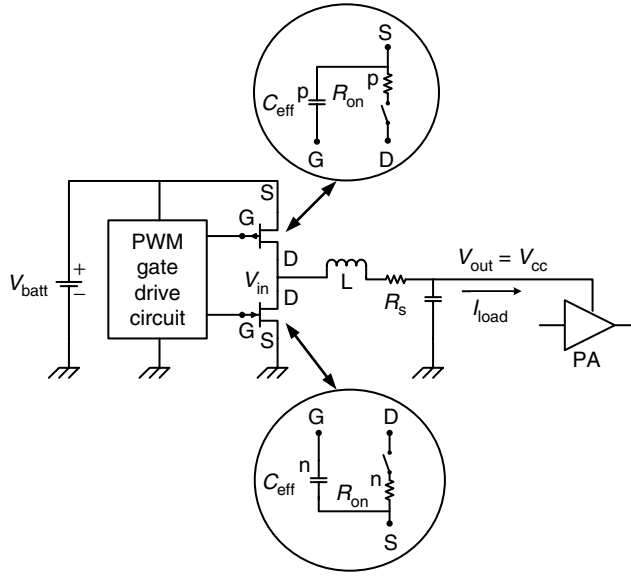 S
p
p
C_eff
R_on
G
D
S
G
PWM
gate
drive
circuit
D
V_batt
+
−
V_in
D
G
S
L
R_s
V_out = V_cc
I_load
PA
G
D
n
n
C_eff
R_on
S